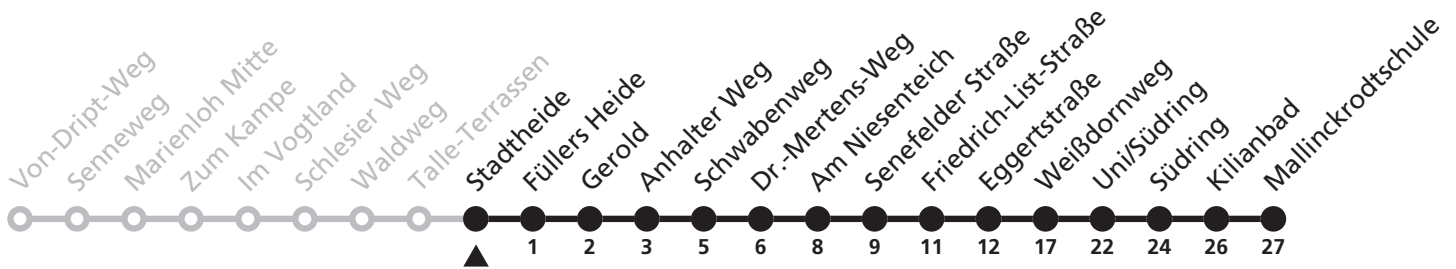 Von-Dript-Weg
Senneweg
Marienloh Mitte
Zum Kampe
Im Vogtland
Schlesier Weg
Waldweg
Talle-Terrassen
Stadtheide
Füllers Heide
Gerold
Anhalter Weg
Schwabenweg
Dr.-Mertens-Weg
Am Niesenteich
Senefelder Straße
Friedrich-List-Straße
Eggertstraße
Weißdornweg
Uni/Südring
Südring
Kilianbad
Mallinckrodtschule
1 2 3 5 6 8 9 11 12 17 22 24 26 27